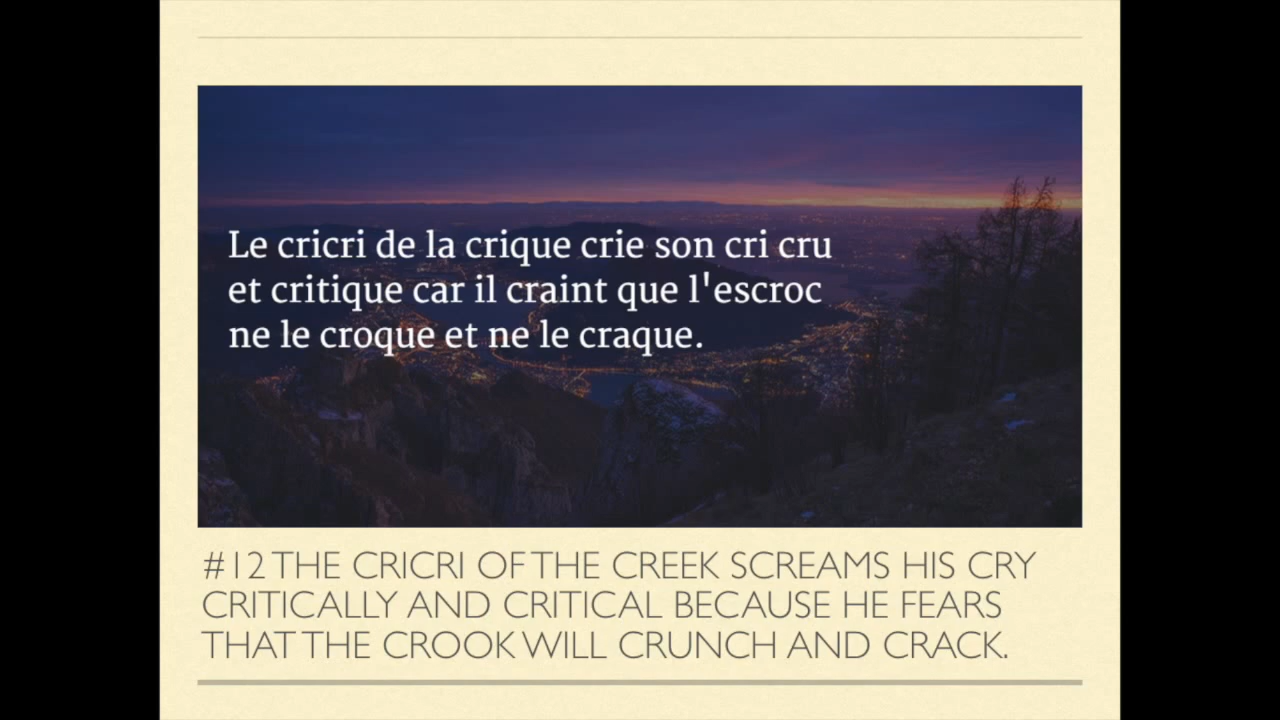 Le cricri de la crique crie son cri cru
et critique car il craint que l'escroc
ne le croque et ne le craque.
#12 THE CRICRI OF THE CREEK SCREAMS HIS CRY
CRITICALLY AND CRITICAL BECAUSE HE FEARS
THAT THE CROOK WILL CRUNCH AND CRACK.